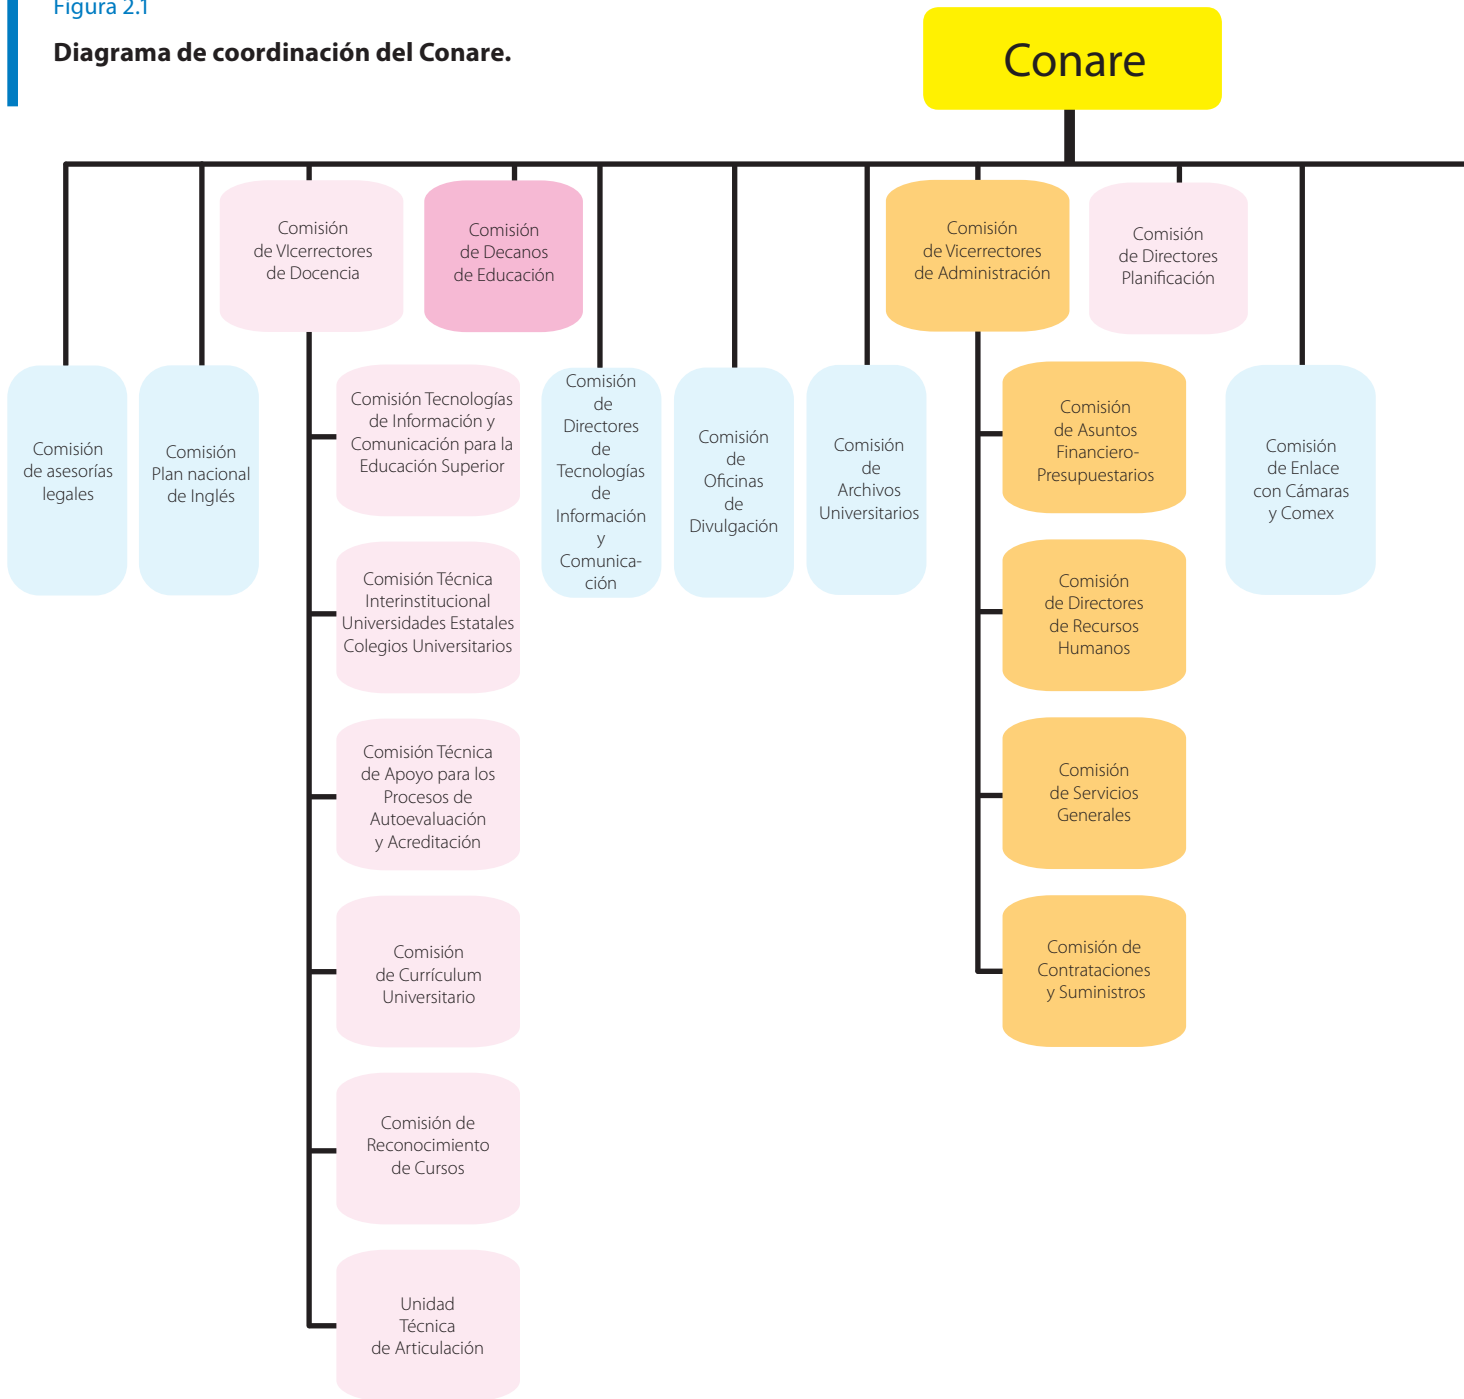 Figura 2.1
Diagrama de coordinación del Conare.
Conare
Comisión
de VIcerrectores
de Docencia
Comisión
de Decanos
de Educación
Comisión
de Vicerrectores
de Administración
Comisión
de Directores
Planificación
Comisión
de asesorías
legales
Comisión
Plan nacional
de Inglés
Comisión Tecnologías
de Información y
Comunicación para la
Educación Superior
Comisión Técnica
Interinstitucional
Universidades Estatales
Colegios Universitarios
Comisión Técnica
de Apoyo para los
Procesos de
Autoevaluación
y Acreditación
Comisión
de Currículum
Universitario
Comisión de
Reconocimiento
de Cursos
Unidad
Técnica
de Articulación
Comisión
de
Directores
de
Tecnologías
de
Información
y
Comunica-
ción
Comisión
de
Oficinas
de
Divulgación
Comisión
de
Archivos
Universitarios
Comisión
de Asuntos
Financiero-
Presupuestarios
Comisión
de Directores
de Recursos
Humanos
Comisión
de Servicios
Generales
Comisión de
Contrataciones
y Suministros
Comisión
de Enlace
con Cámaras
y Comex